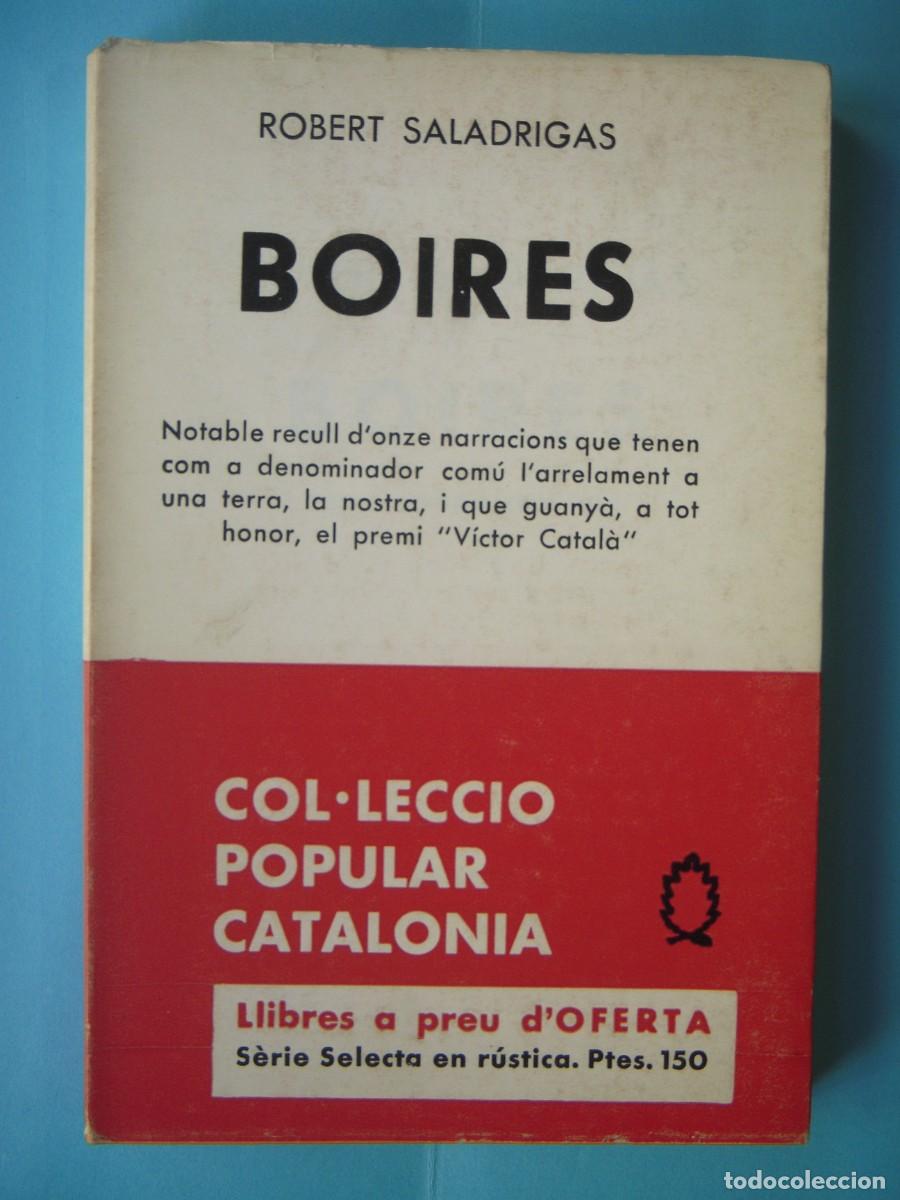 ROBERT SALADRIGAS
BOIRES
Notable recull d'onze narracions que tenen
com a denominador comú l'arrelament a
una terra, la nostra, i que guanyà, a tot
honor, el premi "Víctor Català"
COL·LECCIO
POPULAR
CATALONIA
Llibres a preu d'OFERTA
Sèrie Selecta en rústica. Ptes. 150
todocoleccion